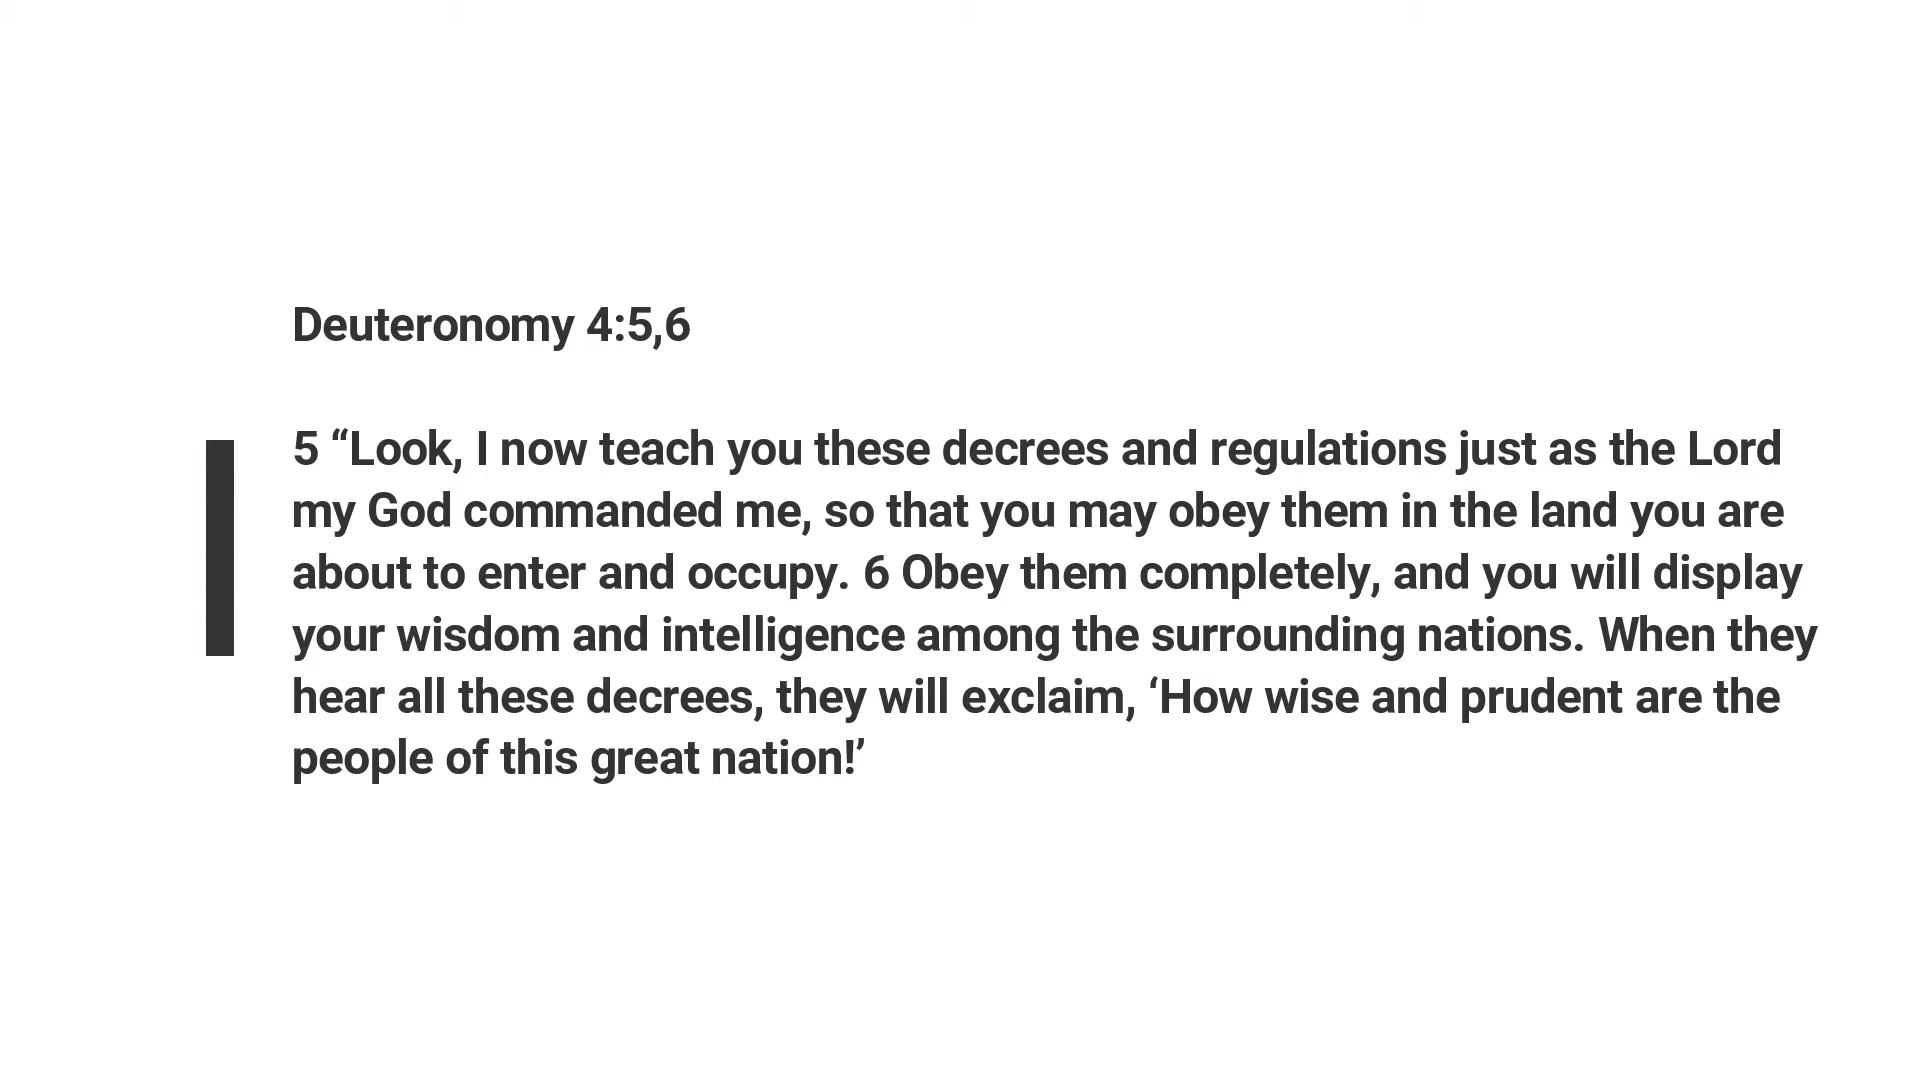 Deuteronomy 4:5,6
5 “Look, I now teach you these decrees and regulations just as the Lord
my God commanded me, so that you may obey them in the land you are
about to enter and occupy. 6 Obey them completely, and you will display
your wisdom and intelligence among the surrounding nations. When they
hear all these decrees, they will exclaim, ‘How wise and prudent are the
people of this great nation!’